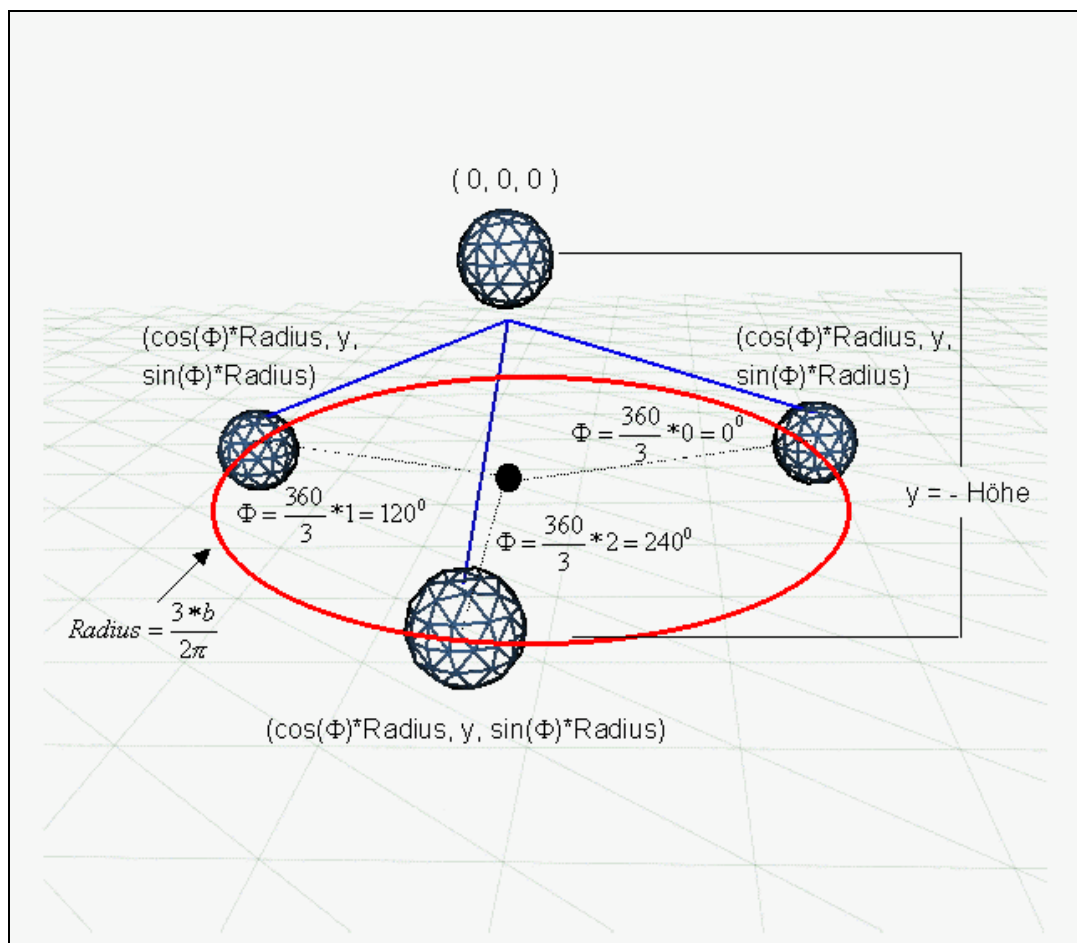 ( 0, 0, 0 )
(cos(Φ)*Radius, y,
sin(Φ)*Radius)
(cos(Φ)*Radius, y,
sin(Φ)*Radius)
Φ = 360/3 *0 = 0⁰
y = - Höhe
Φ = 360/3 *1 = 120⁰
Φ = 360/3 *2 = 240⁰
Radius = 3*b/2π
(cos(Φ)*Radius, y, sin(Φ)*Radius)